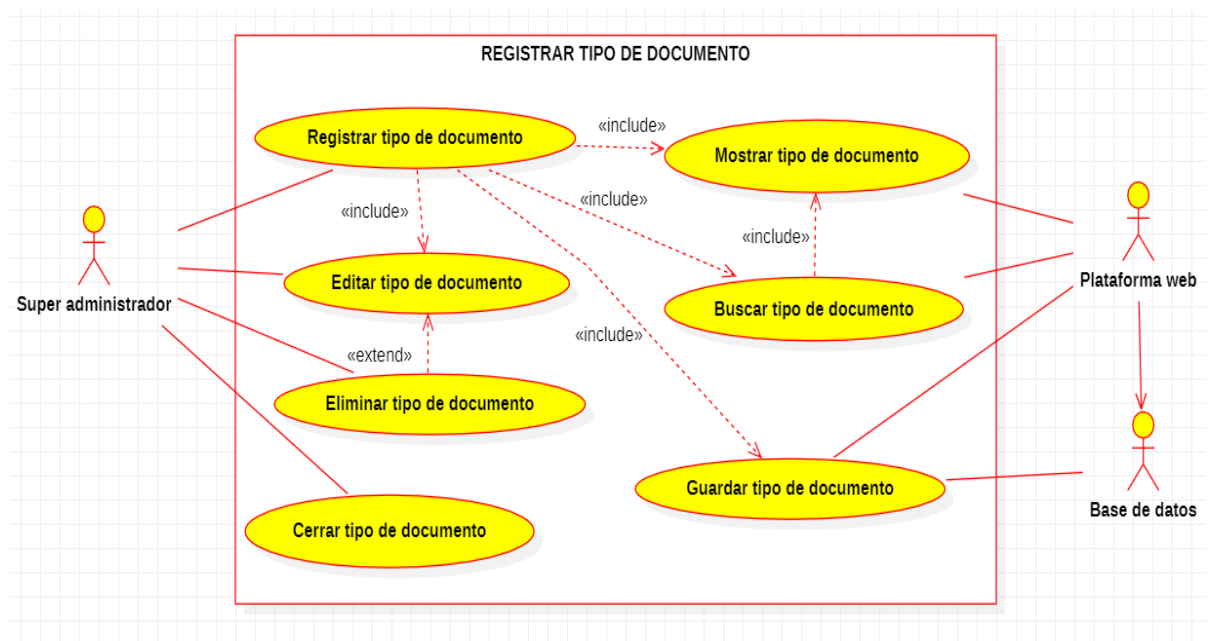 REGISTRAR TIPO DE DOCUMENTO
Registrar tipo de documento
«include»
Mostrar tipo de documento
«include»
«include»
«include»
Editar tipo de documento
Super administrador
Plataforma web
Buscar tipo de documento
«include»
«extend»
Eliminar tipo de documento
Guardar tipo de documento
Base de datos
Cerrar tipo de documento